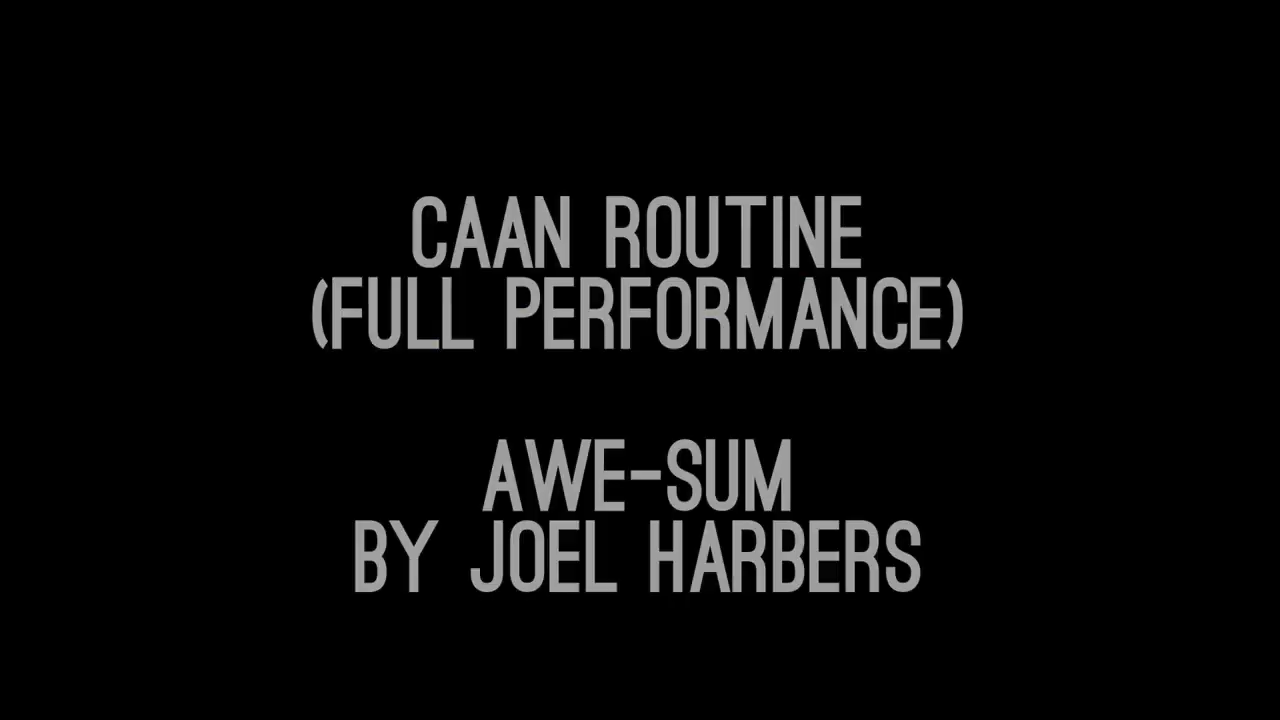 CAAN ROUTINE
(FULL PERFORMANCE)
AWE-SUM
BY JOEL HARBERS